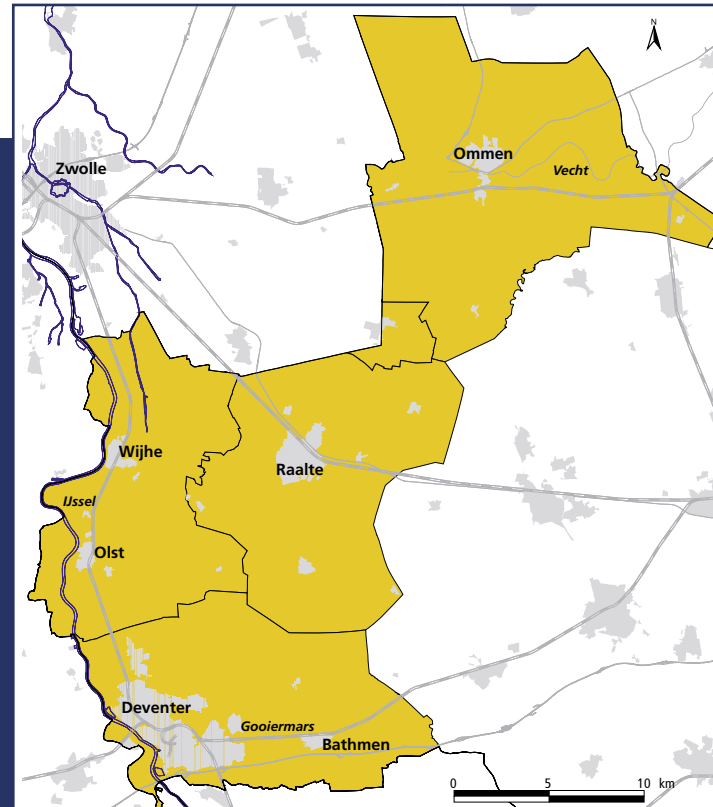 N
Zwolle
Ommen
Vecht
Wijhe
Raalte
IJssel
Olst
Deventer
Gooiermars
Bathmen
0 5 10 km